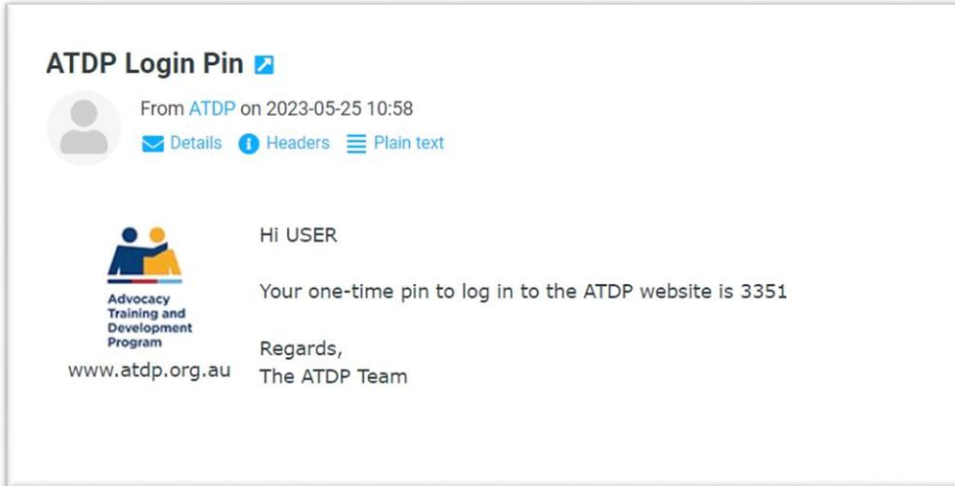 ATDP Login Pin
From ATDP on 2023-05-25 10:58
Details Headers Plain text
Hi USER
Your one-time pin to log in to the ATDP website is 3351
Regards,
The ATDP Team
Advocacy
Training and
Development
Program
www.atdp.org.au